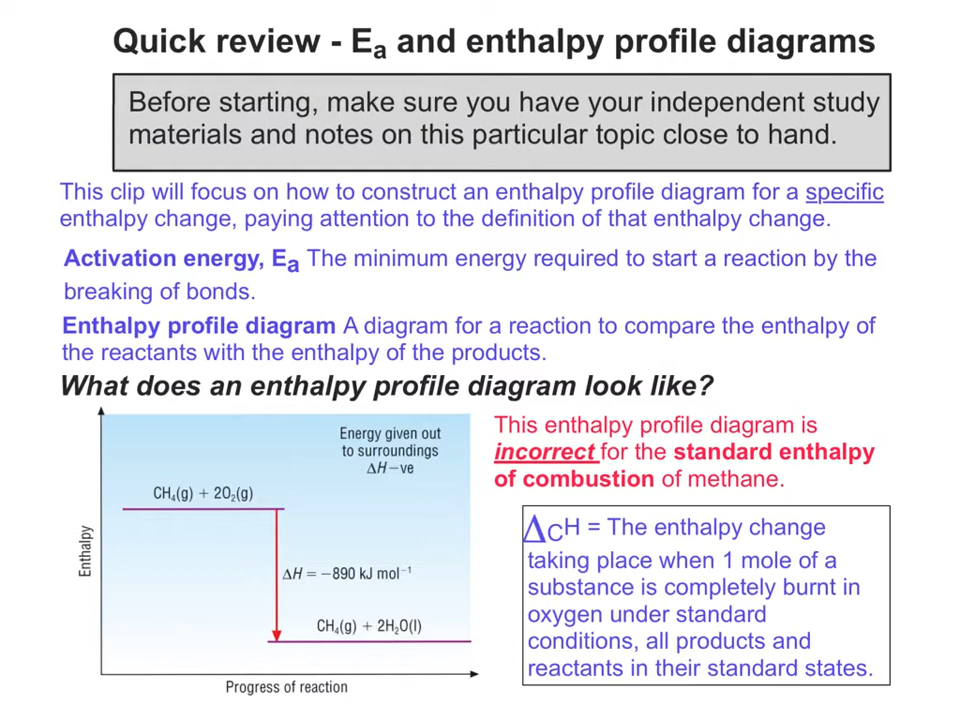 Quick review - Ea and enthalpy profile diagrams
Before starting, make sure you have your independent study
materials and notes on this particular topic close to hand.
This clip will focus on how to construct an enthalpy profile diagram for a specific
enthalpy change, paying attention to the definition of that enthalpy change.
Activation energy, Ea The minimum energy required to start a reaction by the
breaking of bonds.
Enthalpy profile diagram A diagram for a reaction to compare the enthalpy of
the reactants with the enthalpy of the products.
What does an enthalpy profile diagram look like?
Energy given out
to surroundings
ΔH–ve
CH₄(g) + 2O₂(g)
Enthalpy
ΔH = –890 kJ mol⁻¹
CH₄(g) + 2H₂O(l)
Progress of reaction
This enthalpy profile diagram is
incorrect for the standard enthalpy
of combustion of methane.
ΔCH = The enthalpy change
taking place when 1 mole of a
substance is completely burnt in
oxygen under standard
conditions, all products and
reactants in their standard states.